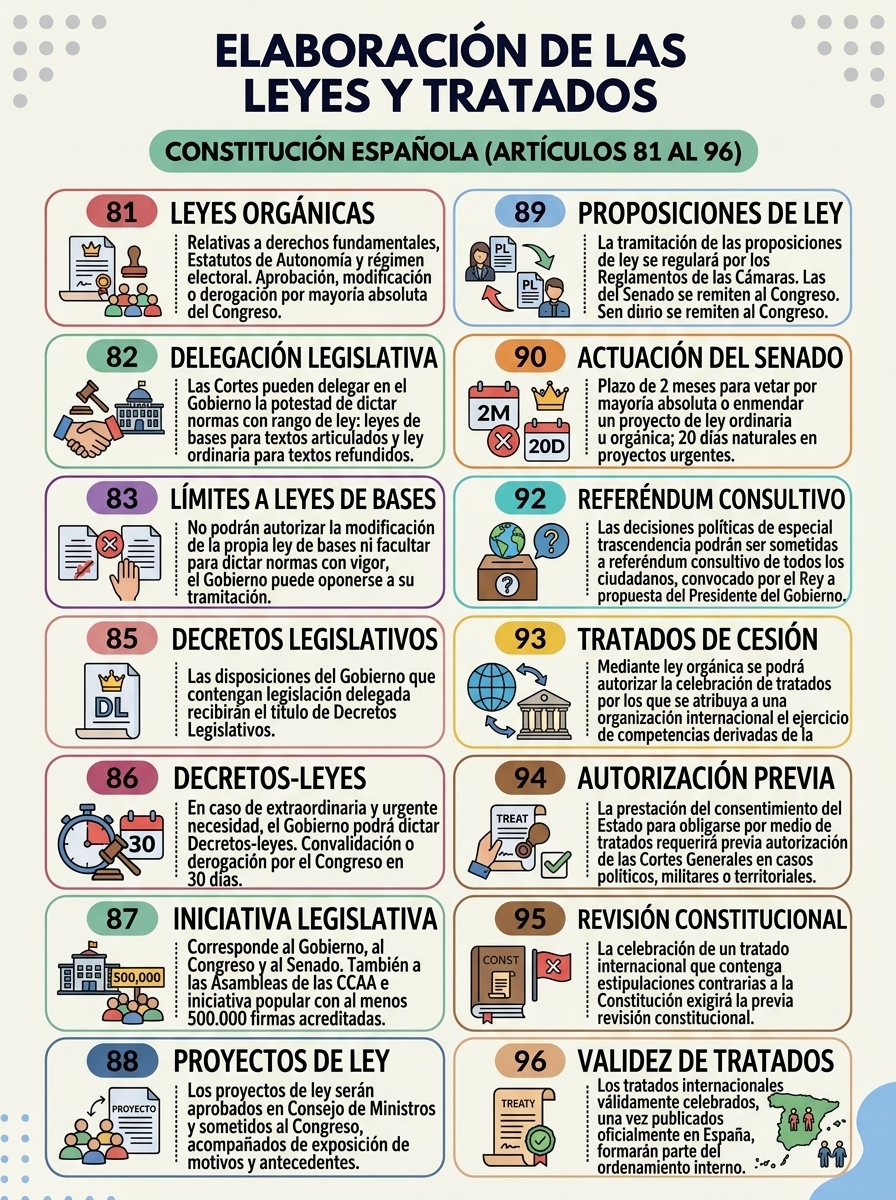 ELABORACIÓN DE LAS
LEYES Y TRATADOS
CONSTITUCIÓN ESPAÑOLA (ARTÍCULOS 81 AL 96)
81 LEYES ORGÁNICAS
Relativas a derechos fundamentales,
Estatutos de Autonomía y régimen
electoral. Aprobación, modificación
o derogación por mayoría absoluta
del Congreso.
82 DELEGACIÓN LEGISLATIVA
Las Cortes pueden delegar en el
Gobierno la potestad de dictar
normas con rango de ley: leyes de
bases para textos articulados y ley
ordinaria para textos refundidos.
83 LÍMITES A LEYES DE BASES
No podrán autorizar la modificación
de la propia ley de bases ni facultar
para dictar normas con vigor,
el Gobierno puede oponerse a su
tramitación.
85 DECRETOS LEGISLATIVOS
DL
Las disposiciones del Gobierno que
contengan legislación delegada
recibirán el título de Decretos
Legislativos.
86 DECRETOS-LEYES
30
En caso de extraordinaria y urgente
necesidad, el Gobierno podrá dictar
Decretos-leyes. Convalidación o
derogación por el Congreso en
30 días.
87 INICIATIVA LEGISLATIVA
500,000
Corresponde al Gobierno, al
Congreso y al Senado. También a
las Asambleas de las CCAA e
iniciativa popular con al menos
500.000 firmas acreditadas.
88 PROYECTOS DE LEY
PROYECTO
Los proyectos de ley serán
aprobados en Consejo de Ministros
y sometidos al Congreso,
acompañados de exposición de
motivos y antecedentes.
89 PROPOSICIONES DE LEY
PL
PL
La tramitación de las proposiciones
de ley se regulará por los
Reglamentos de las Cámaras. Las
del Senado se remiten al Congreso.
Sen dirio se remiten al Congreso.
90 ACTUACIÓN DEL SENADO
2M
20D
Plazo de 2 meses para vetar por
mayoría absoluta o enmendar
un proyecto de ley ordinaria
u orgánica; 20 días naturales en
proyectos urgentes.
92 REFERÉNDUM CONSULTIVO
?
?
Las decisiones políticas de especial
trascendencia podrán ser sometidas
a referéndum consultivo de todos los
ciudadanos, convocado por el Rey a
propuesta del Presidente del Gobierno.
93 TRATADOS DE CESIÓN
Mediante ley orgánica se podrá
autorizar la celebración de tratados
por los que se atribuya a una
organización internacional el ejercicio
de competencias derivadas de la
94 AUTORIZACIÓN PREVIA
TREAT
La prestación del consentimiento del
Estado para obligarse por medio de
tratados requerirá previa autorización
de las Cortes Generales en casos
políticos, militares o territoriales.
95 REVISIÓN CONSTITUCIONAL
CONST
La celebración de un tratado
internacional que contenga
estipulaciones contrarias a la
Constitución exigirá la previa
revisión constitucional.
96 VALIDEZ DE TRATADOS
TREATY
Los tratados internacionales
válidamente celebrados,
una vez publicados
oficialmente en España,
formarán parte del
ordenamiento interno.